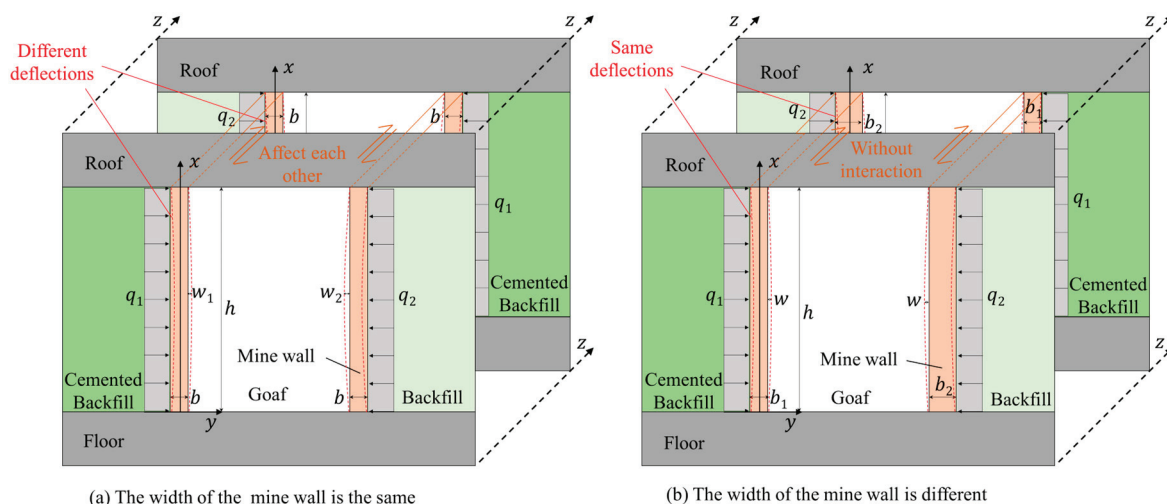 z
z
Different
deflections
Roof
x
q₂
b
b
Affect each
other
Roof
x
q₁
q₁
w₁
w₂
q₂
h
Cemented
Backfill
Mine wall
z
Cemented
Backfill
b
Goaf
b
Backfill
y
Floor
(a) The width of the mine wall is the same
z
z
Same
deflections
Roof
x
q₂
b₂
b₁
Without
interaction
Roof
x
q₁
q₁
w
w
q₂
h
Cemented
Backfill
Mine wall
z
Cemented
Backfill
b₁
Goaf
b₂
Backfill
y
Floor
(b) The width of the mine wall is different